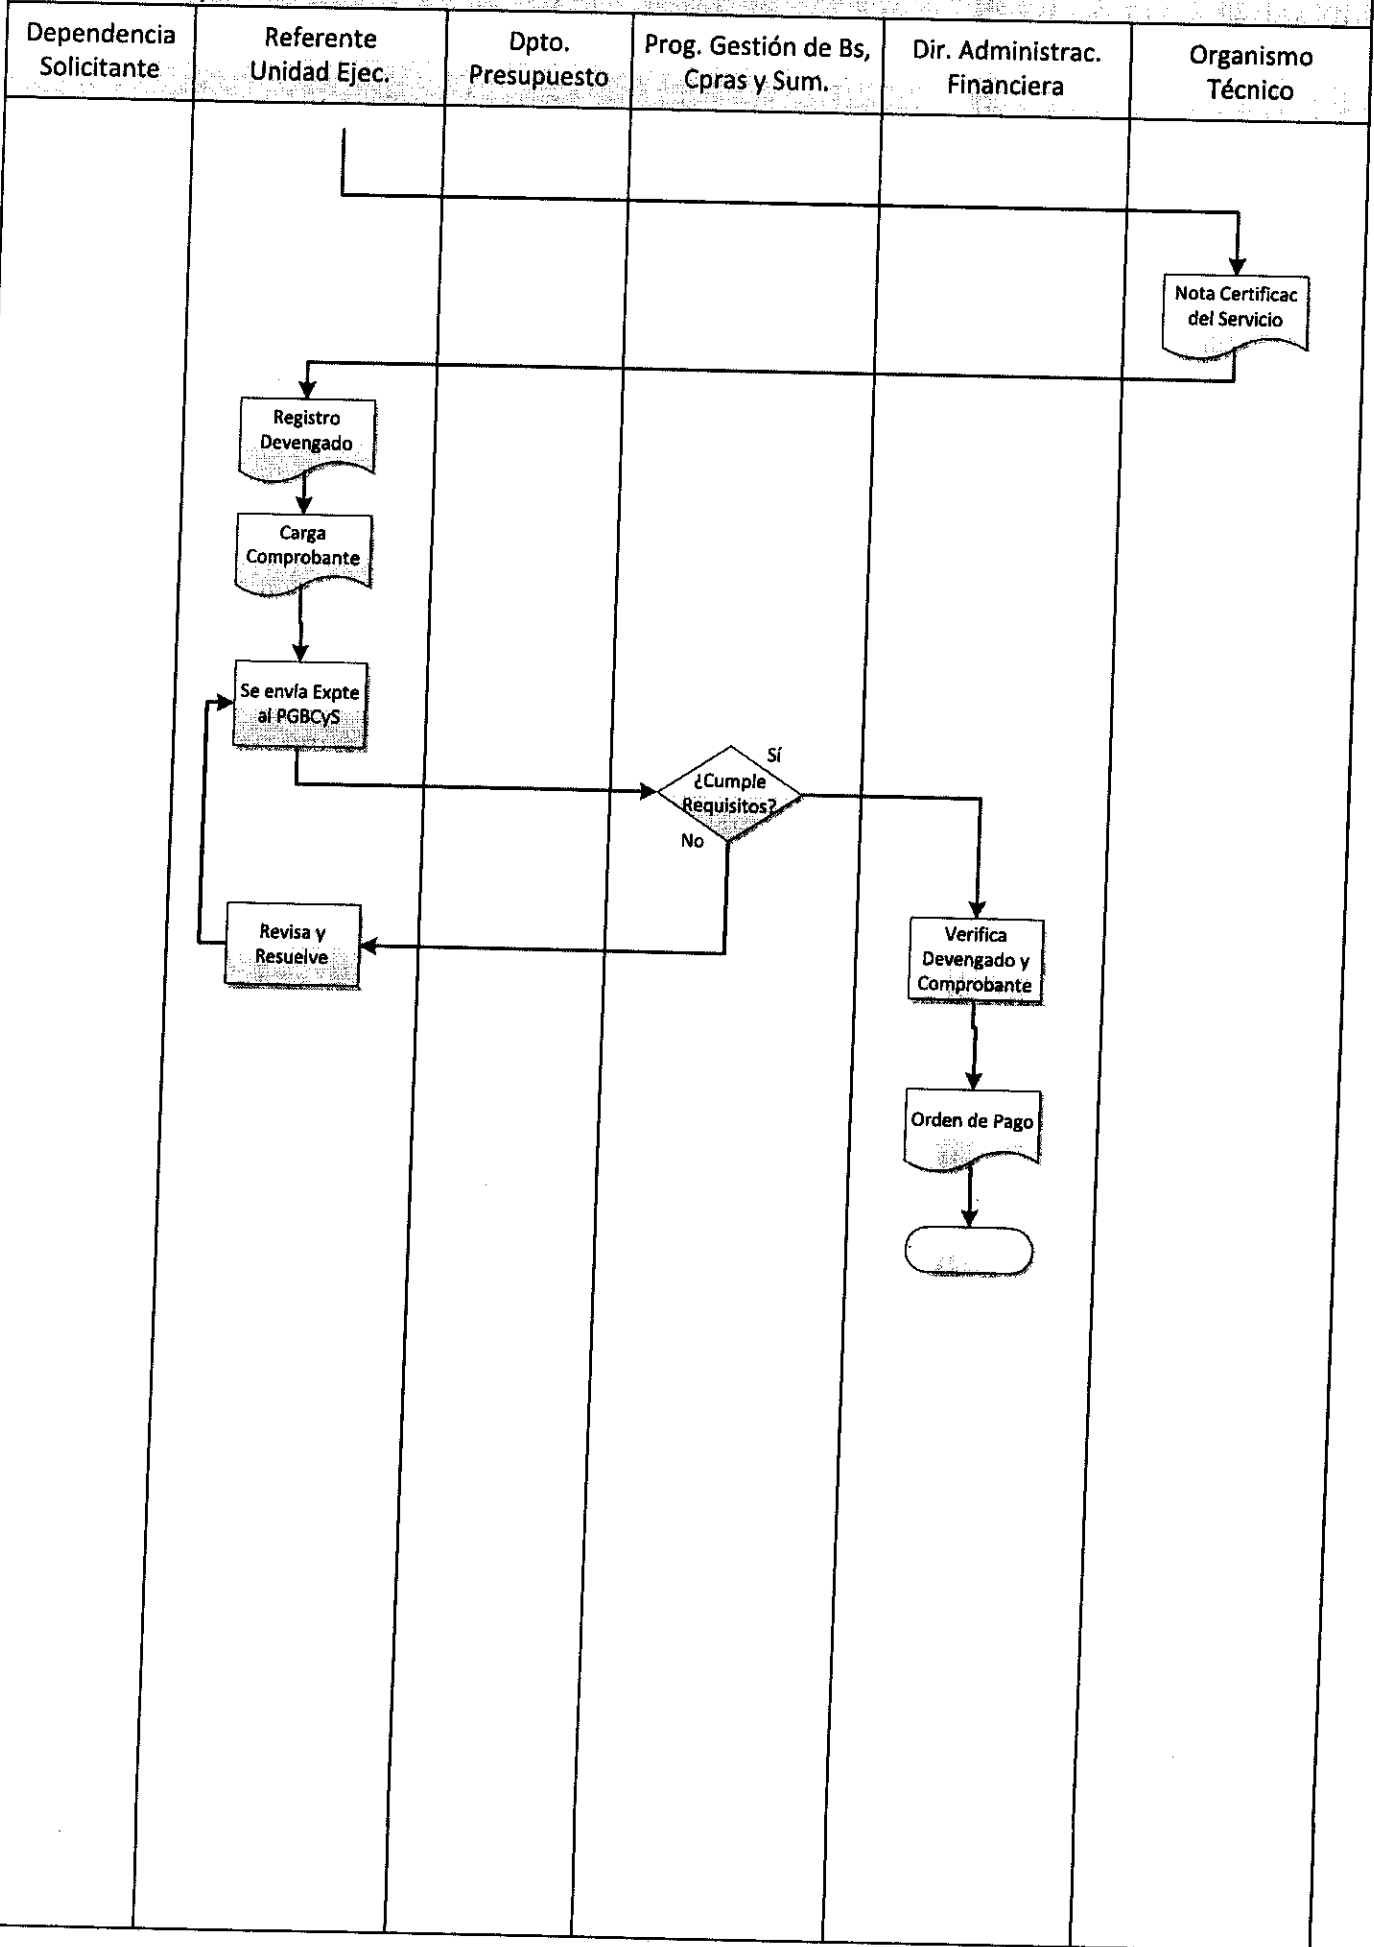 Dependencia
Solicitante
Referente
Unidad Ejec.
Dpto.
Presupuesto
Prog. Gestión de Bs,
Cpras y Sum.
Dir. Administrac.
Financiera
Organismo
Técnico
Nota Certificac
del Servicio
Registro
Devengado
Carga
Comprobante
Se envía Expte
al PGBCyS
Sí
¿Cumple
Requisitos?
No
Revisa y
Resuelve
Verifica
Devengado y
Comprobante
Orden de Pago